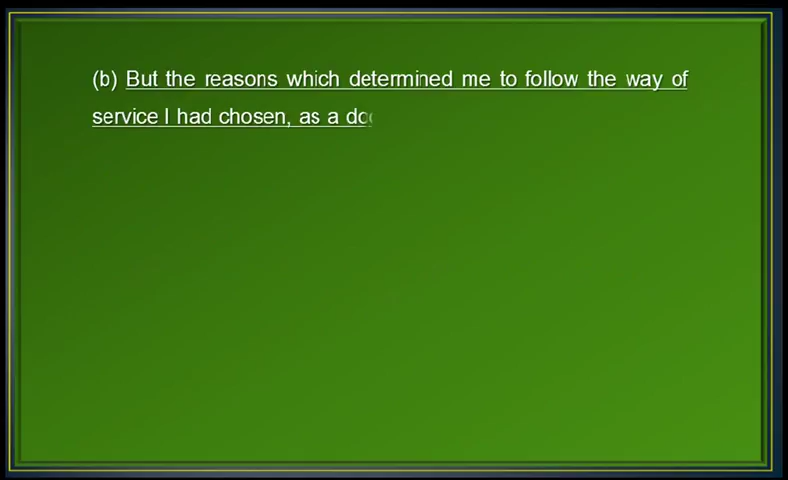 (b) But the reasons which determined me to follow the way of
service I had chosen, as a